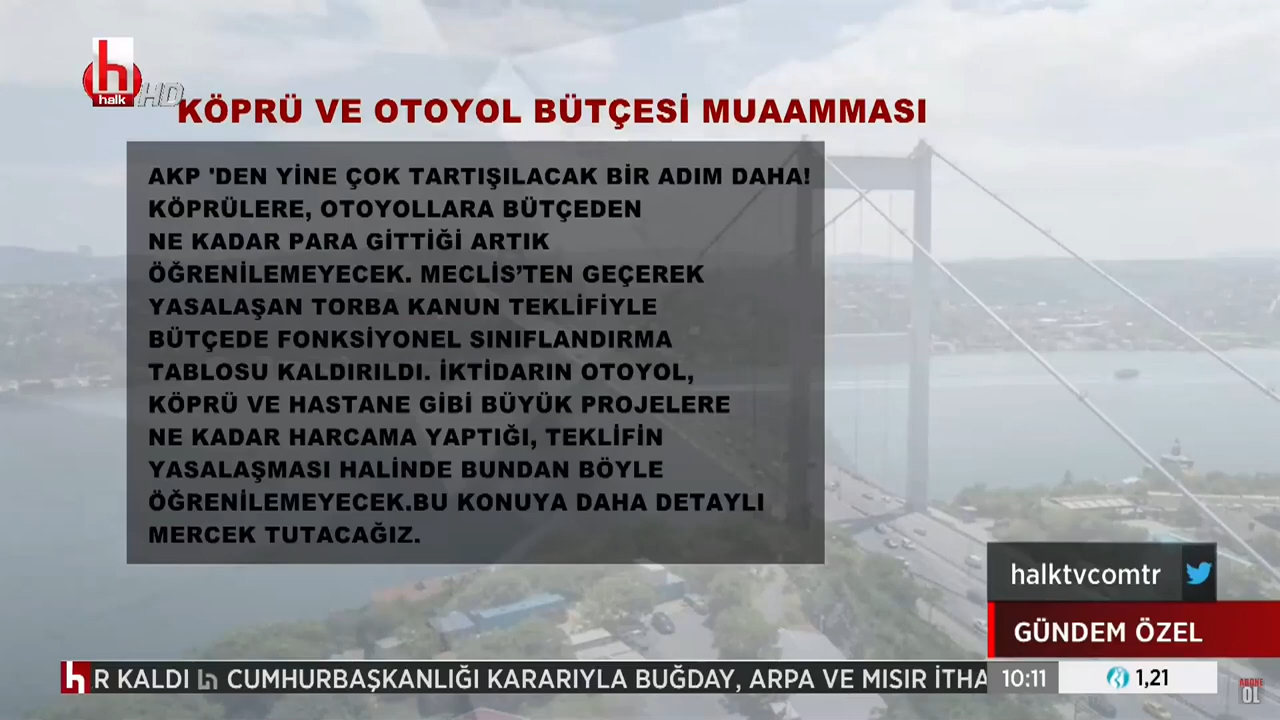 h
halk
HD
KÖPRÜ VE OTOYOL BÜTÇESİ MUAAMMASI
AKP 'DEN YİNE ÇOK TARTIŞILACAK BİR ADIM DAHA!
KÖPRÜLERE, OTOYOLLARA BÜTÇEDEN
NE KADAR PARA GİTTİĞİ ARTIK
ÖĞRENİLEMEYECEK. MECLİS’TEN GEÇEREK
YASALAŞAN TORBA KANUN TEKLİFİYLE
BÜTÇEDE FONKSİYONEL SINIFLANDIRMA
TABLOSU KALDIRILDI. İKTİDARIN OTOYOL,
KÖPRÜ VE HASTANE GİBİ BÜYÜK PROJELERE
NE KADAR HARCAMA YAPTIĞI, TEKLİFİN
YASALAŞMASI HALİNDE BUNDAN BÖYLE
ÖĞRENİLEMEYECEK.BU KONUYA DAHA DETAYLI
MERCEK TUTACAĞIZ.
halktvcomtr
GÜNDEM ÖZEL
h R KALDI h CUMHURBAŞKANLIĞI KARARIYLA BUĞDAY, ARPA VE MISIR İTHA 10:11 1,21
ABONE
OL